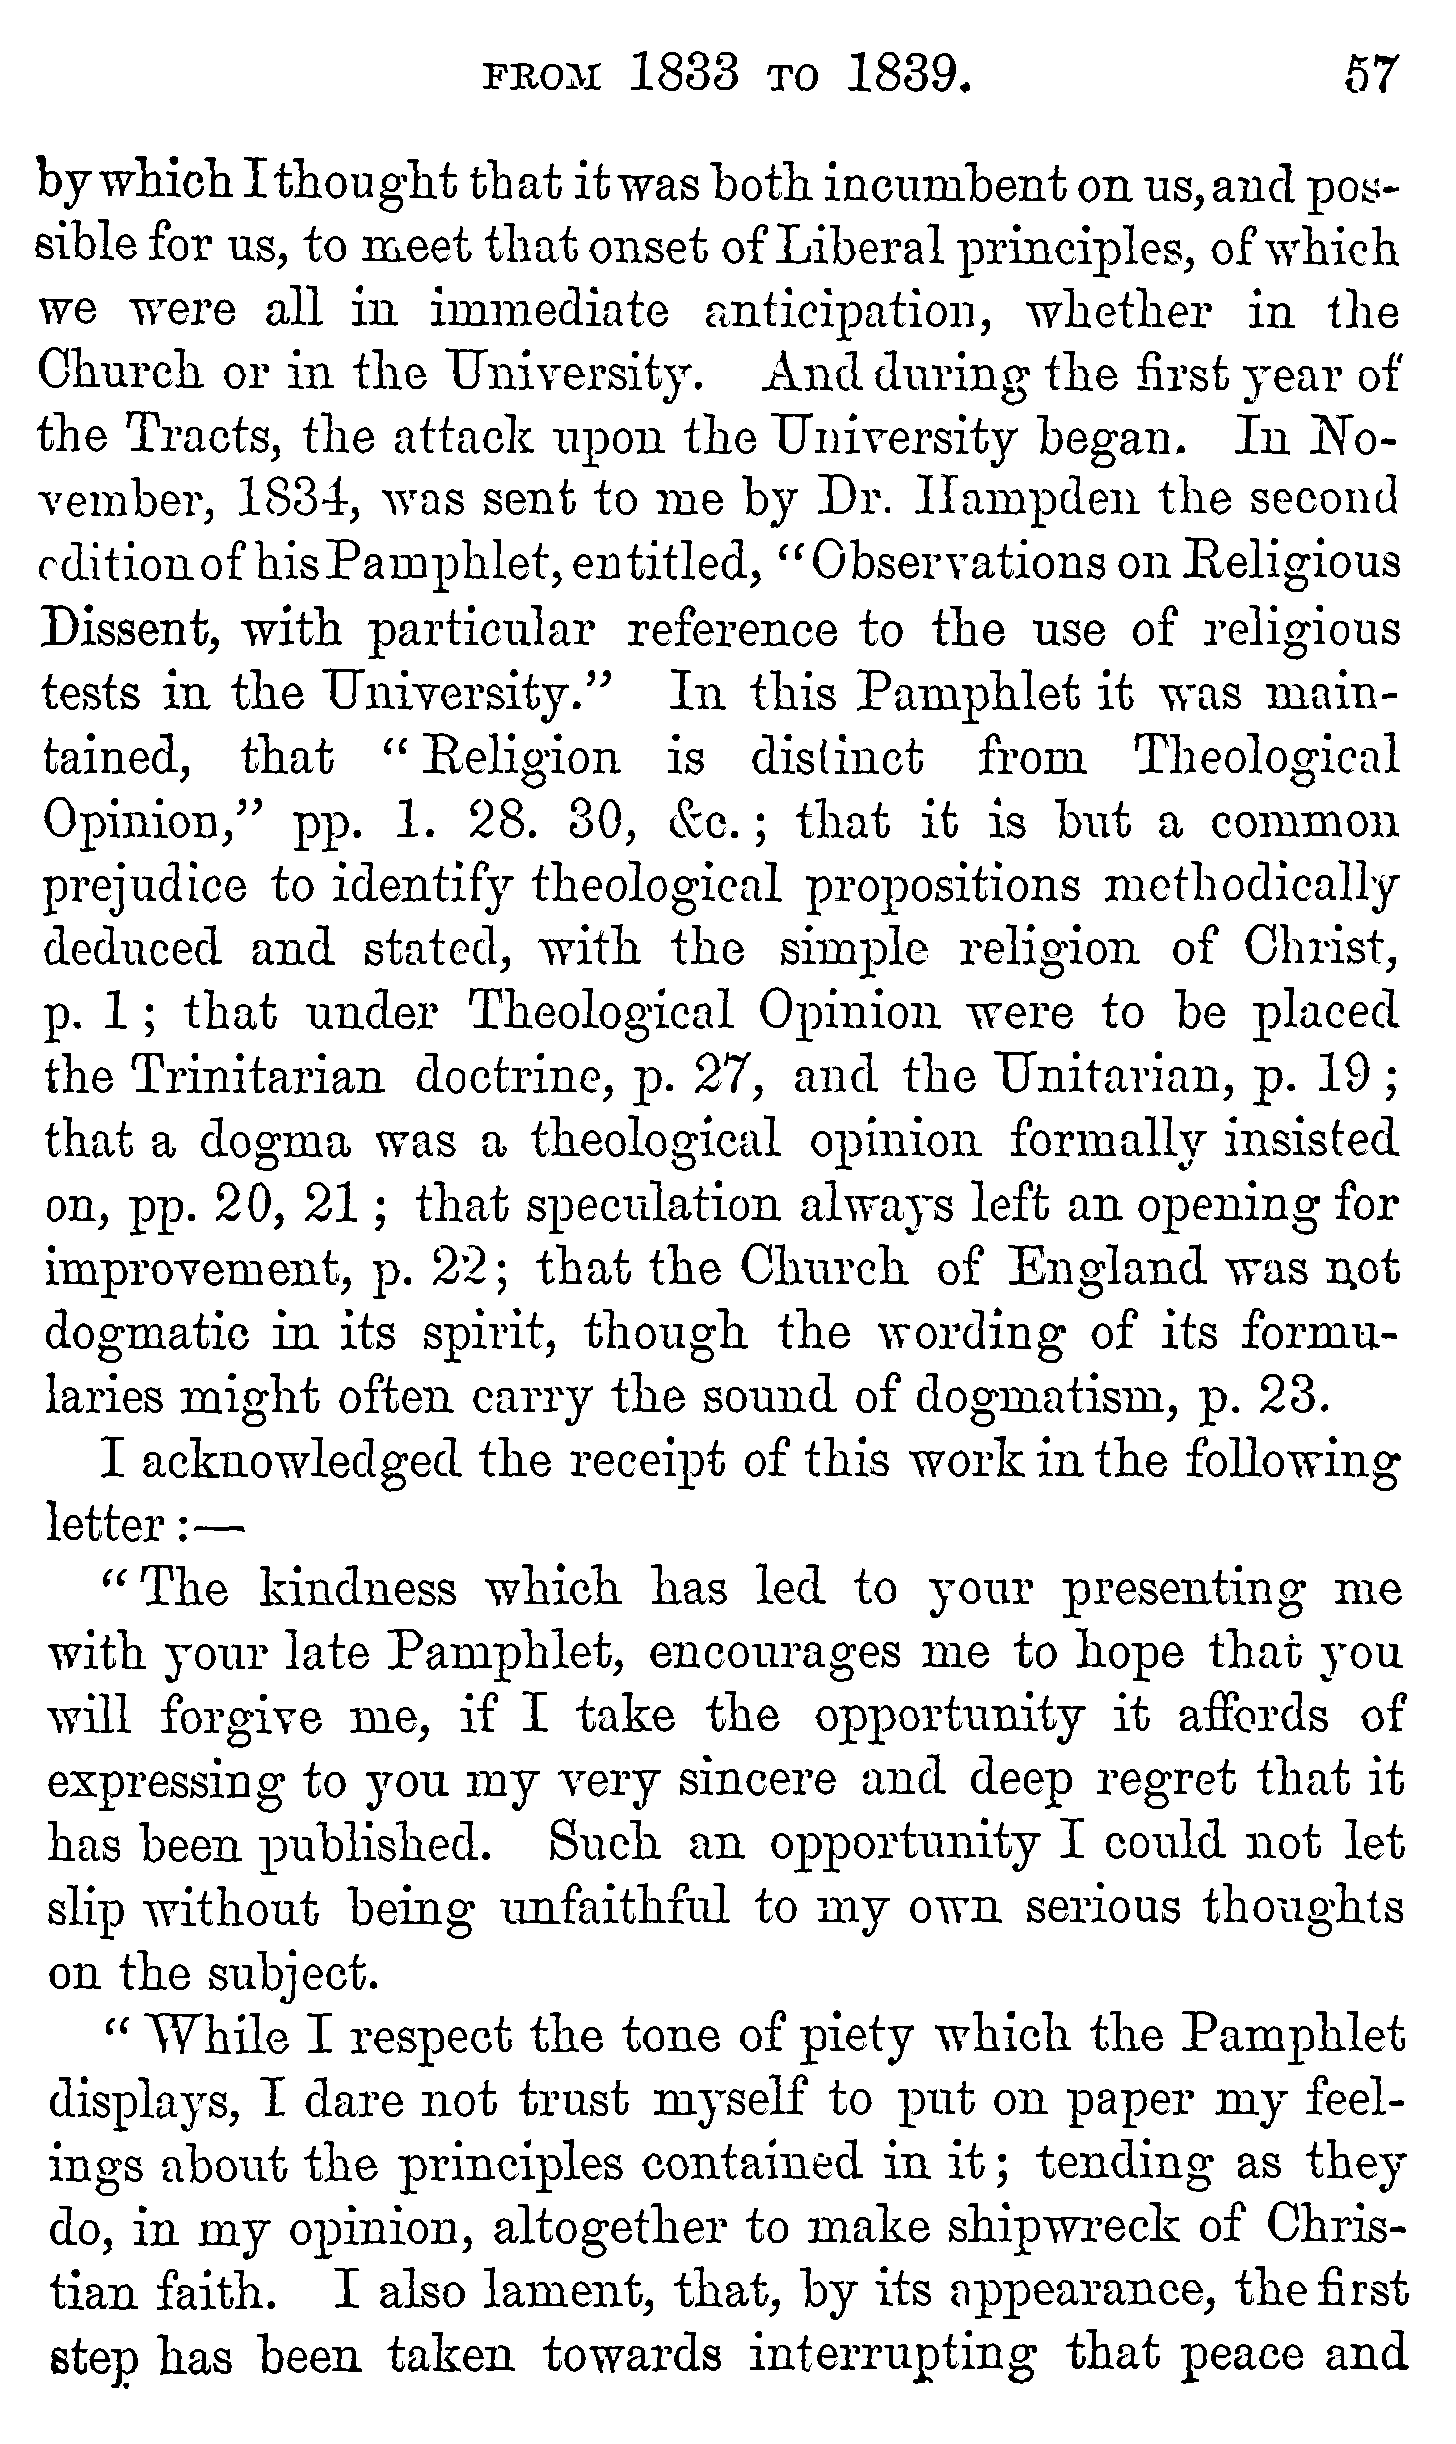 FROM 1833 TO 1839. 57
by which I thought that it was both incumbent on us, and pos-
sible for us, to meet that onset of Liberal principles, of which
we were all in immediate anticipation, whether in the
Church or in the University. And during the first year of
the Tracts, the attack upon the University began. In No-
vember, 1834, was sent to me by Dr. Hampden the second
edition of his Pamphlet, entitled, “Observations on Religious
Dissent, with particular reference to the use of religious
tests in the University.” In this Pamphlet it was main-
tained, that “Religion is distinct from Theological
Opinion,” pp. 1. 28. 30, &c.; that it is but a common
prejudice to identify theological propositions methodically
deduced and stated, with the simple religion of Christ,
p. 1; that under Theological Opinion were to be placed
the Trinitarian doctrine, p. 27, and the Unitarian, p. 19;
that a dogma was a theological opinion formally insisted
on, pp. 20, 21; that speculation always left an opening for
improvement, p. 22; that the Church of England was not
dogmatic in its spirit, though the wording of its formu-
laries might often carry the sound of dogmatism, p. 23.
I acknowledged the receipt of this work in the following
letter:—
“The kindness which has led to your presenting me
with your late Pamphlet, encourages me to hope that you
will forgive me, if I take the opportunity it affords of
expressing to you my very sincere and deep regret that it
has been published. Such an opportunity I could not let
slip without being unfaithful to my own serious thoughts
on the subject.
“While I respect the tone of piety which the Pamphlet
displays, I dare not trust myself to put on paper my feel-
ings about the principles contained in it; tending as they
do, in my opinion, altogether to make shipwreck of Chris-
tian faith. I also lament, that, by its appearance, the first
step has been taken towards interrupting that peace and